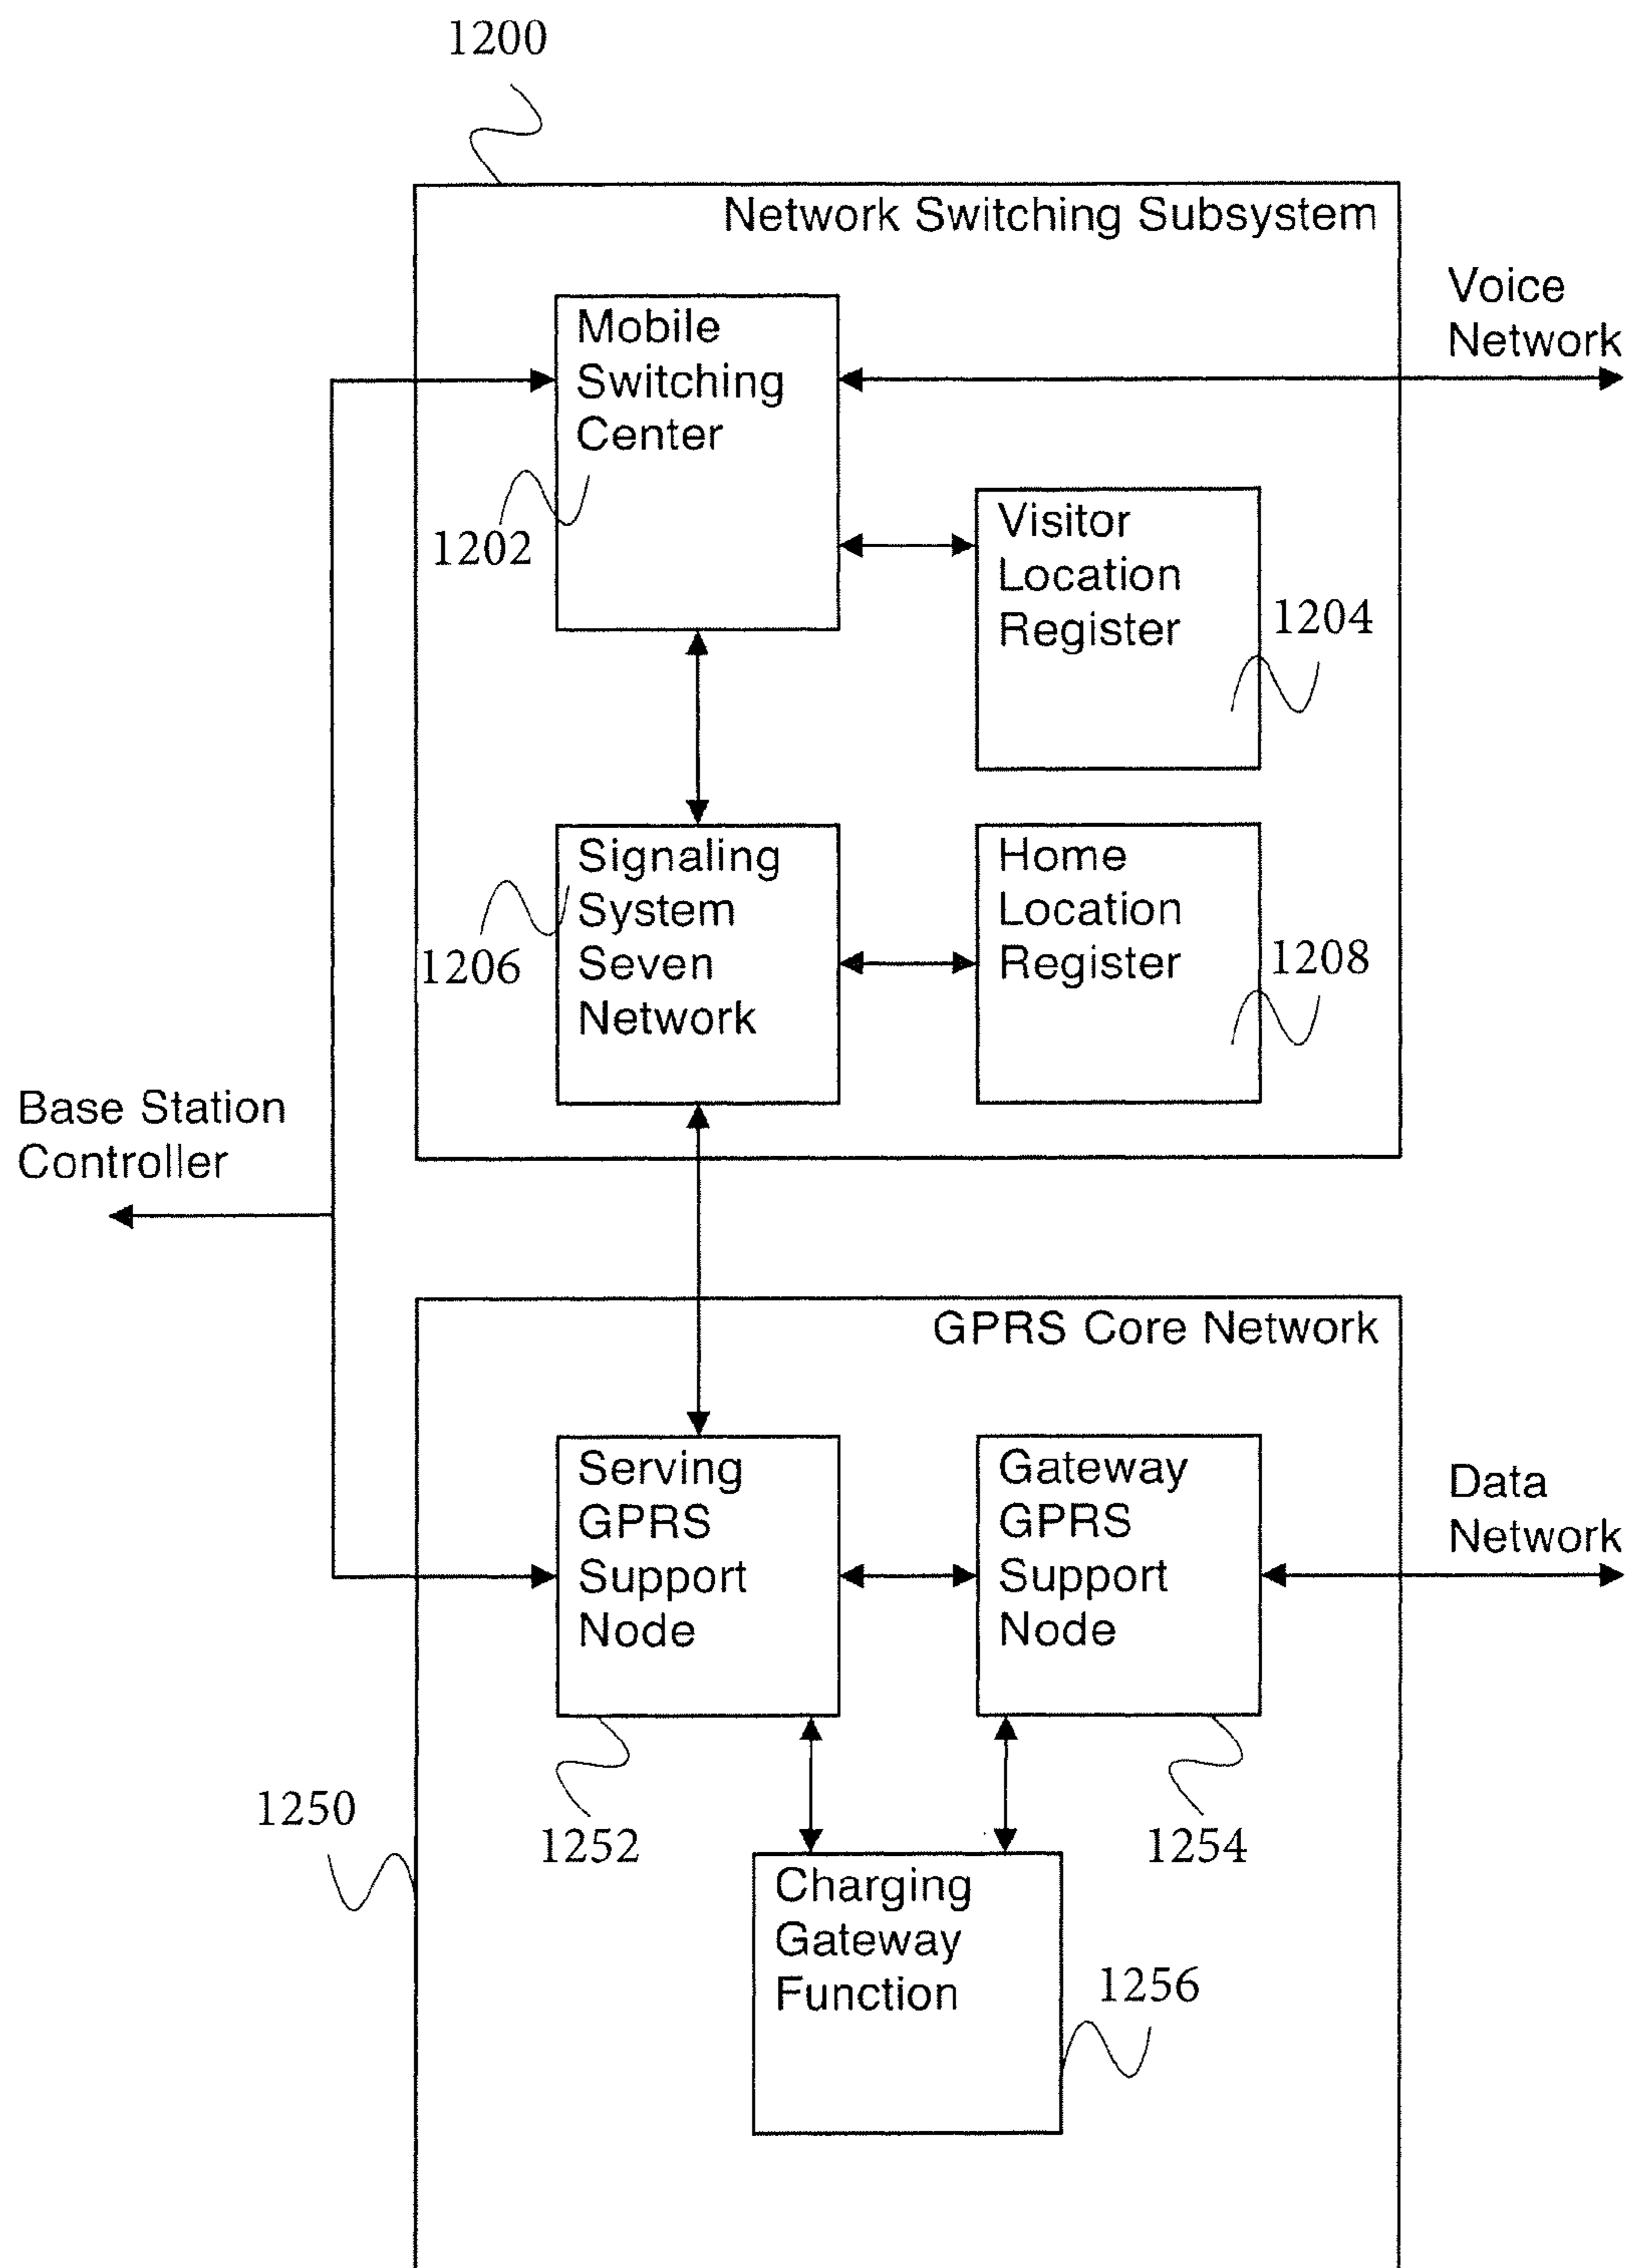 1200
Network Switching Subsystem
Voice
Network
Mobile
Switching
Center
1202
Visitor
Location
Register
1204
Signaling
System
Seven
Network
1206
Home
Location
Register
1208
Base Station
Controller
GPRS Core Network
Serving
GPRS
Support
Node
Gateway
GPRS
Support
Node
Data
Network
1250
1252
1254
Charging
Gateway
Function
1256